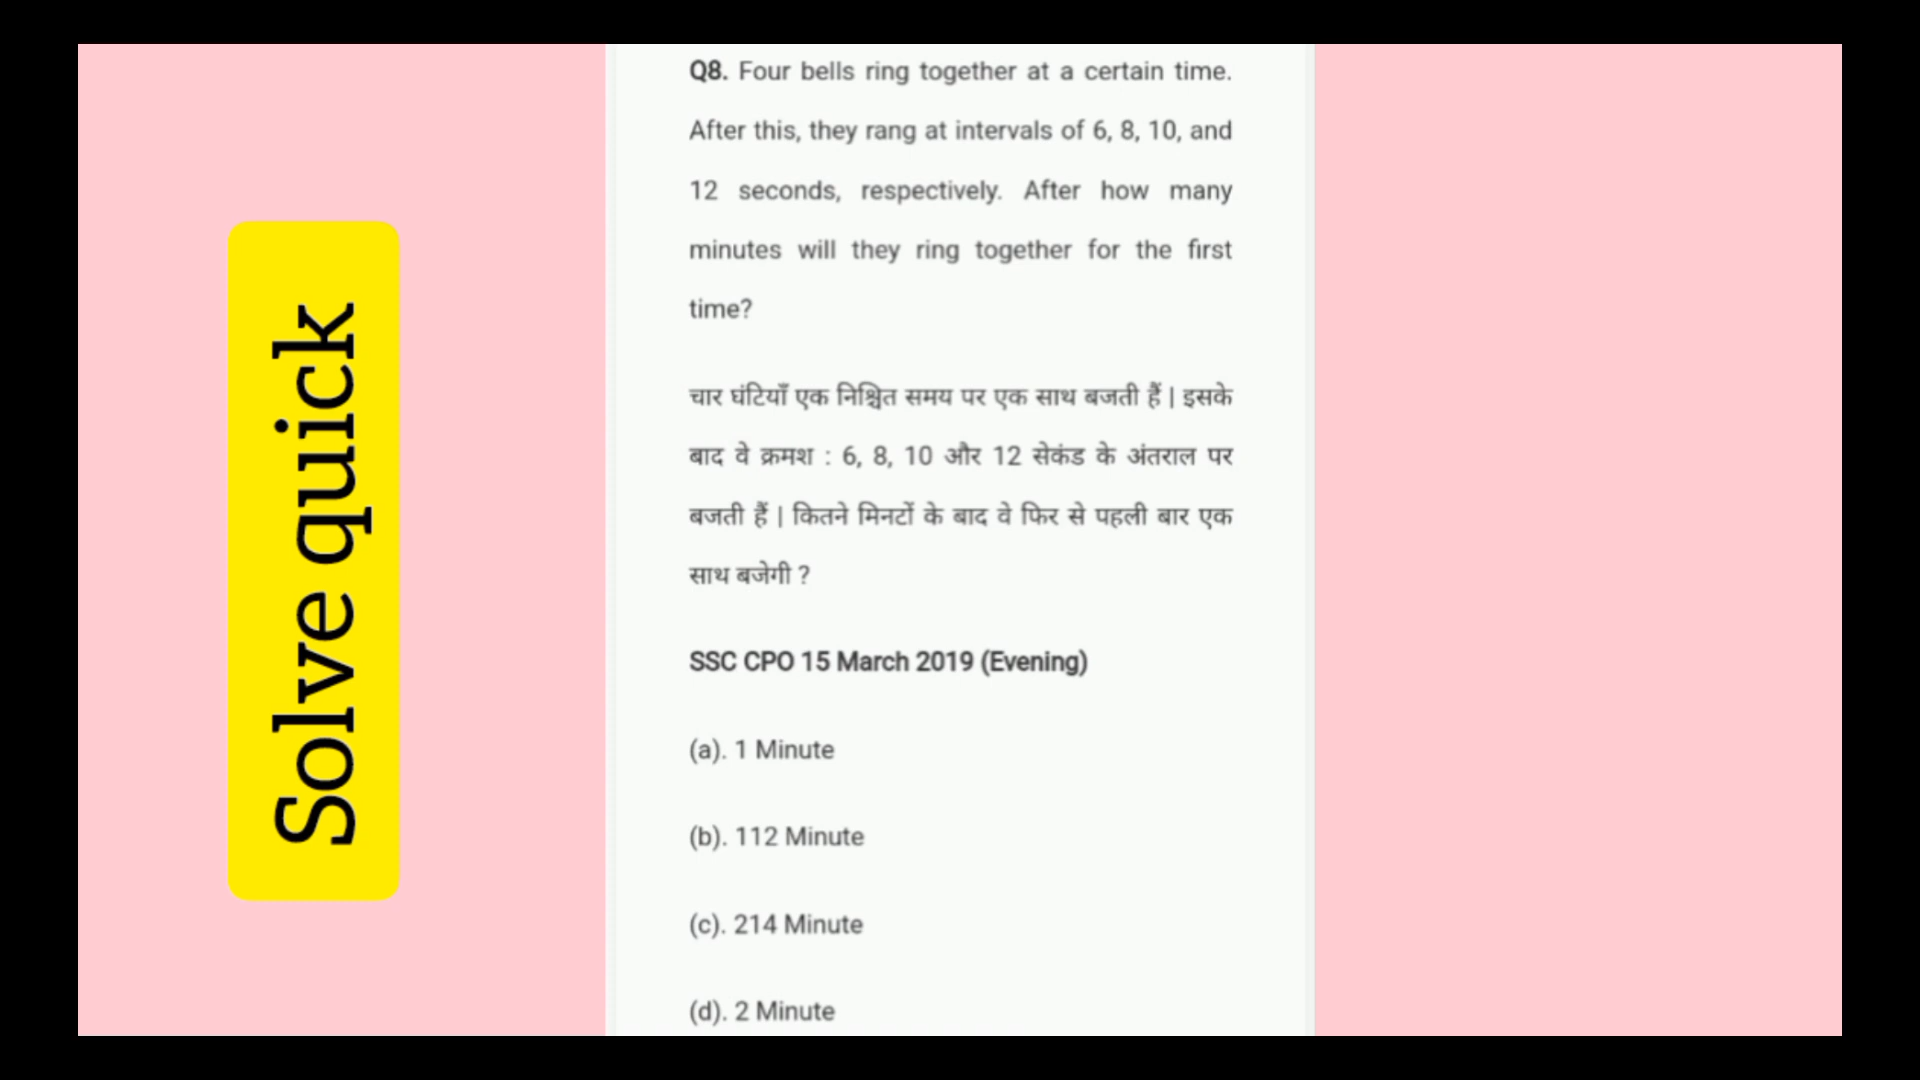 Solve quick
Q8. Four bells ring together at a certain time.
After this, they rang at intervals of 6, 8, 10, and
12 seconds, respectively. After how many
minutes will they ring together for the first
time?
चार घंटियाँ एक निश्चित समय पर एक साथ बजती हैं | इसके
बाद वे क्रमश : 6, 8, 10 और 12 सेकंड के अंतराल पर
बजती हैं | कितने मिनटों के बाद वे फिर से पहली बार एक
साथ बजेगी ?
SSC CPO 15 March 2019 (Evening)
(a). 1 Minute
(b). 112 Minute
(c). 214 Minute
(d). 2 Minute